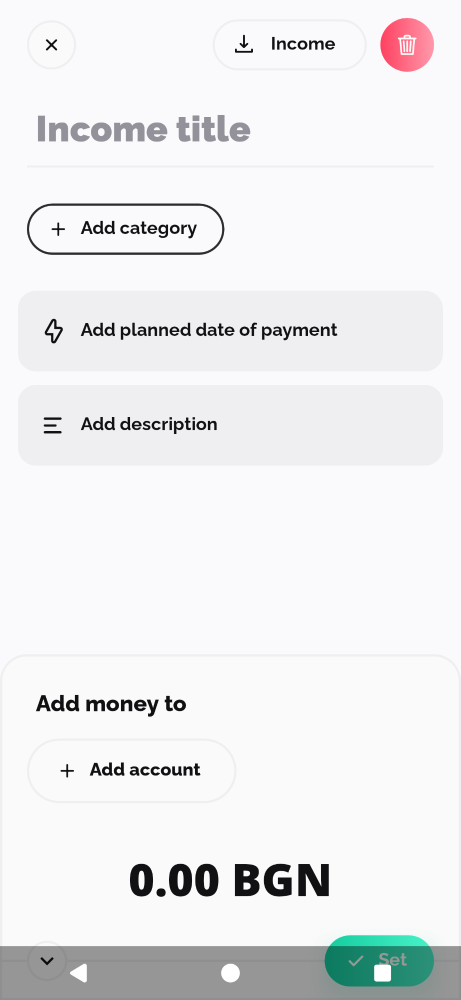 Income
Income title
Add category
Add planned date of payment
Add description
Add money to
Add account
0.00 BGN
Set